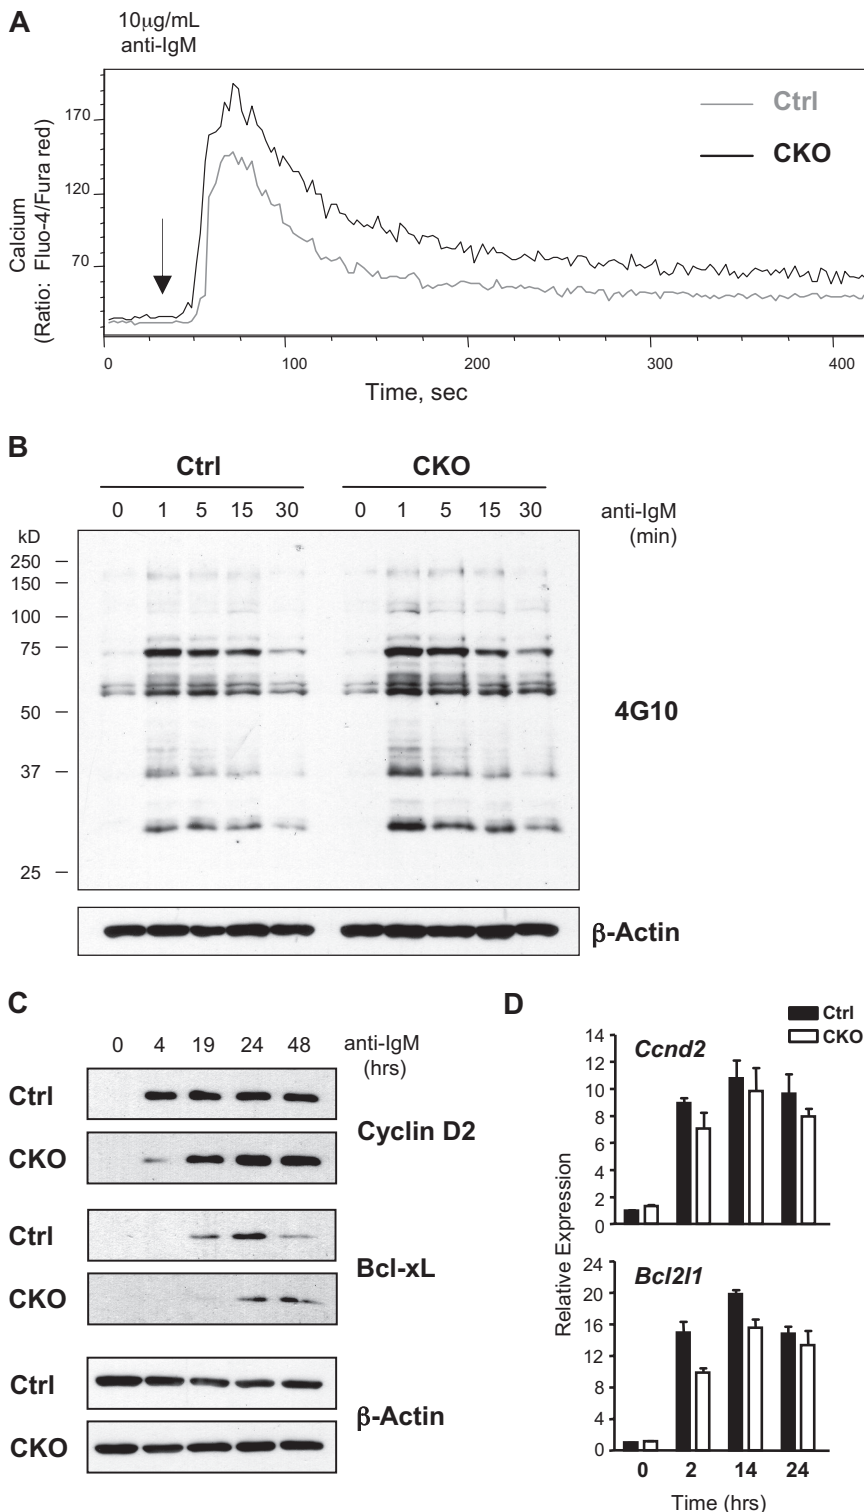 A
10μg/mL
anti-IgM
Calcium
(Ratio: Fluo-4/Fura red)
170
120
70
Ctrl
CKO
0 100 200 300 400
Time, sec
B
Ctrl CKO
0 1 5 15 30 0 1 5 15 30 anti-IgM
(min)
kD
250
150
100
75
50
37
25
4G10
β-Actin
C
0 4 19 24 48 anti-IgM
(hrs)
Ctrl
CKO
Cyclin D2
Ctrl
CKO
Bcl-xL
Ctrl
CKO
β-Actin
D
Ctrl
CKO
Relative Expression
Ccnd2
14
12
10
8
6
4
2
0
Bcl2l1
24
20
16
12
8
4
0
0 2 14 24
Time (hrs)